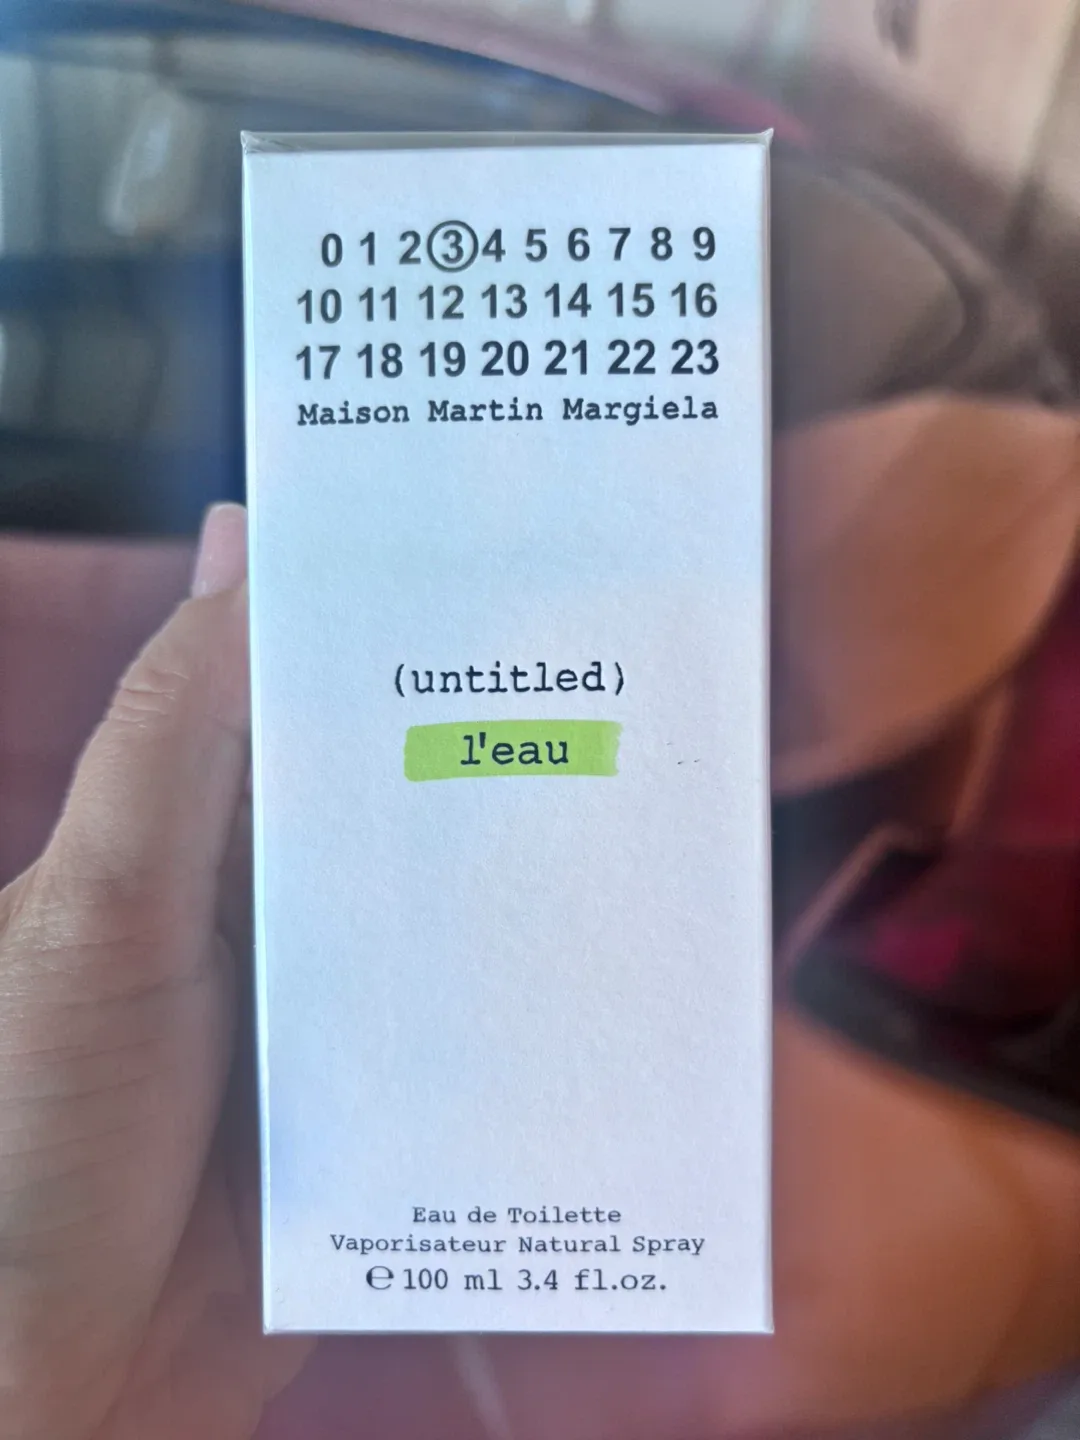 0 1 2 3 4 5 6 7 8 9
10 11 12 13 14 15 16
17 18 19 20 21 22 23
Maison Martin Margiela
(untitled)
l'eau
Eau de Toilette
Vaporisateur Natural Spray
℮ 100 ml 3.4 fl.oz.